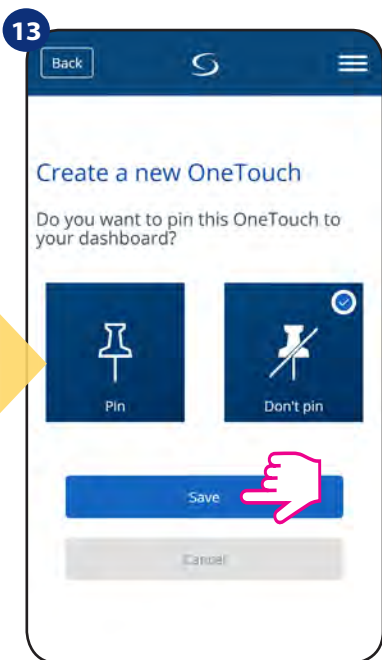 13
Back
Create a new OneTouch
Do you want to pin this OneTouch to
your dashboard?
Pin
Don't pin
Save
Cancel